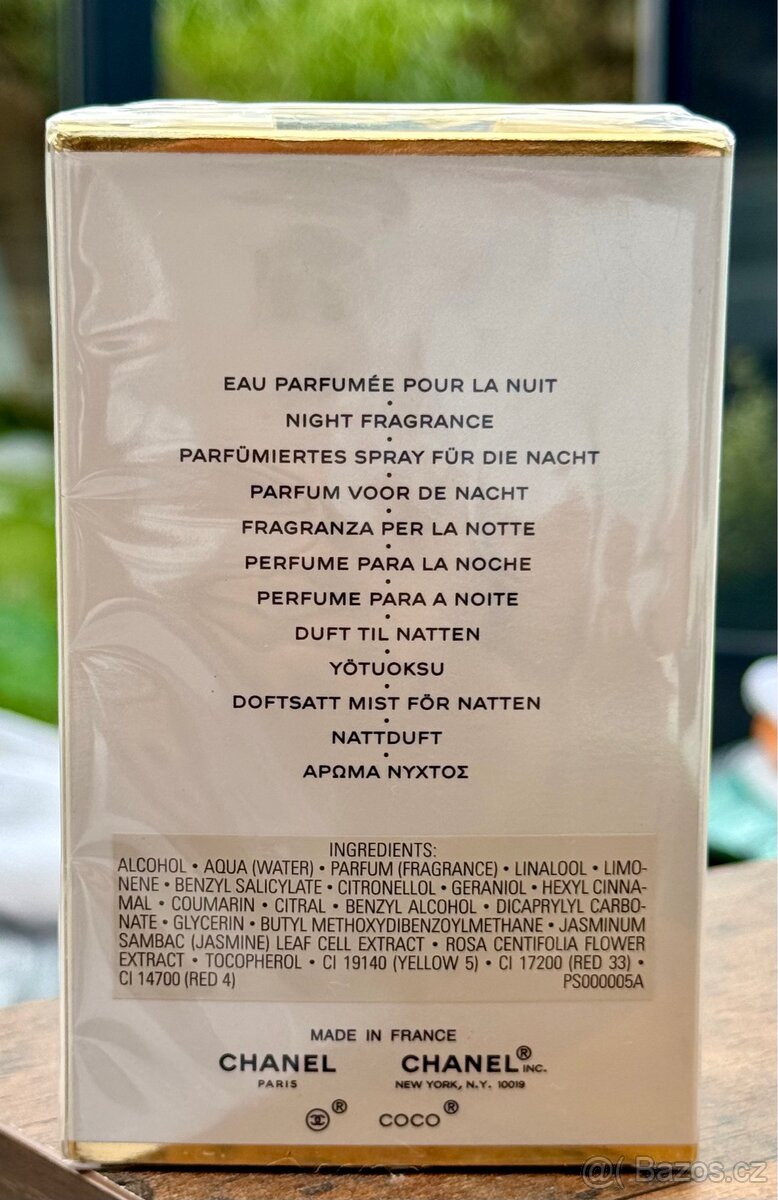 EAU PARFUMÉE POUR LA NUIT
•
NIGHT FRAGRANCE
•
PARFÜMIERTES SPRAY FÜR DIE NACHT
•
PARFUM VOOR DE NACHT
•
FRAGRANZA PER LA NOTTE
•
PERFUME PARA LA NOCHE
•
PERFUME PARA A NOITE
•
DUFT TIL NATTEN
•
YÖTUOKSU
•
DOFTSATT MIST FÖR NATTEN
•
NATTDUFT
•
ΑΡΩΜΑ ΝΥΧΤΟΣ
INGREDIENTS:
ALCOHOL • AQUA (WATER) • PARFUM (FRAGRANCE) • LINALOOL • LIMO-
NENE • BENZYL SALICYLATE • CITRONELLOL • GERANIOL • HEXYL CINNA-
MAL • COUMARIN • CITRAL • BENZYL ALCOHOL • DICAPRYLYL CARBO-
NATE • GLYCERIN • BUTYL METHOXYDIBENZOYLMETHANE • JASMINUM
SAMBAC (JASMINE) LEAF CELL EXTRACT • ROSA CENTIFOLIA FLOWER
EXTRACT • TOCOPHEROL • CI 19140 (YELLOW 5) • CI 17200 (RED 33) •
CI 14700 (RED 4) PS000005A
MADE IN FRANCE
CHANEL CHANEL® INC.
PARIS NEW YORK, N.Y. 10019
® COCO®
@( Bazos.cz